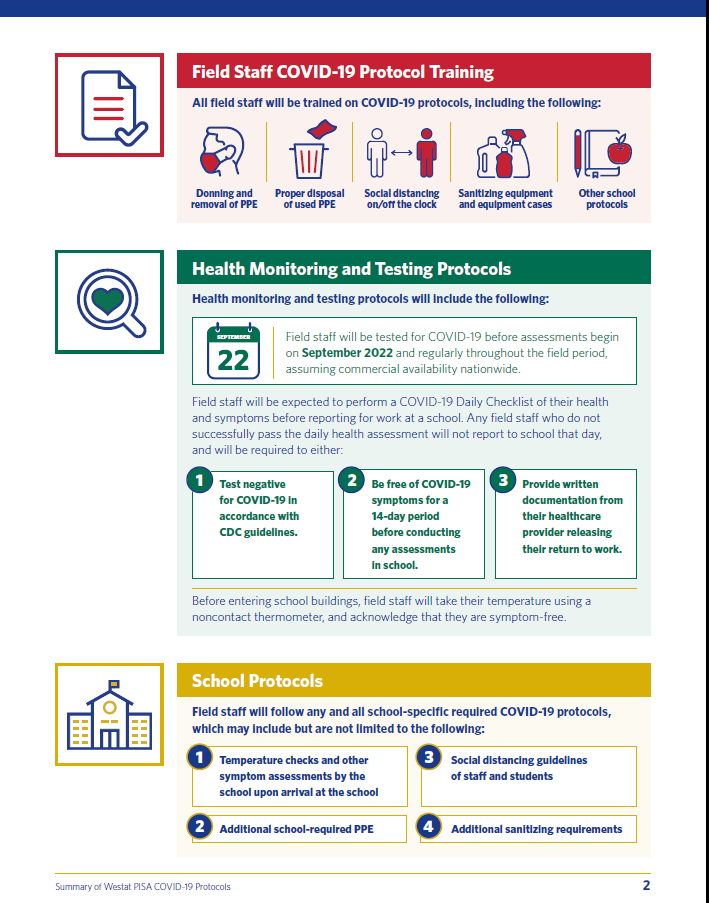 Field Staff COVID-19 Protocol Training
All field staff will be trained on COVID-19 protocols, including the following:
Donning and
removal of PPE
Proper disposal
of used PPE
Social distancing
on/off the clock
Sanitizing equipment
and equipment cases
Other school
protocols
Health Monitoring and Testing Protocols
Health monitoring and testing protocols will include the following:
SEPTEMBER
22
Field staff will be tested for COVID-19 before assessments begin
on September 2022 and regularly throughout the field period,
assuming commercial availability nationwide.
Field staff will be expected to perform a COVID-19 Daily Checklist of their health
and symptoms before reporting for work at a school. Any field staff who do not
successfully pass the daily health assessment will not report to school that day,
and will be required to either:
1
Test negative
for COVID-19 in
accordance with
CDC guidelines.
2
Be free of COVID-19
symptoms for a
14-day period
before conducting
any assessments
in school.
3
Provide written
documentation from
their healthcare
provider releasing
their return to work.
Before entering school buildings, field staff will take their temperature using a
noncontact thermometer, and acknowledge that they are symptom-free.
School Protocols
Field staff will follow any and all school-specific required COVID-19 protocols,
which may include but are not limited to the following:
1
Temperature checks and other
symptom assessments by the
school upon arrival at the school
2
Additional school-required PPE
3
Social distancing guidelines
of staff and students
4
Additional sanitizing requirements
Summary of Westat PISA COVID-19 Protocols
2